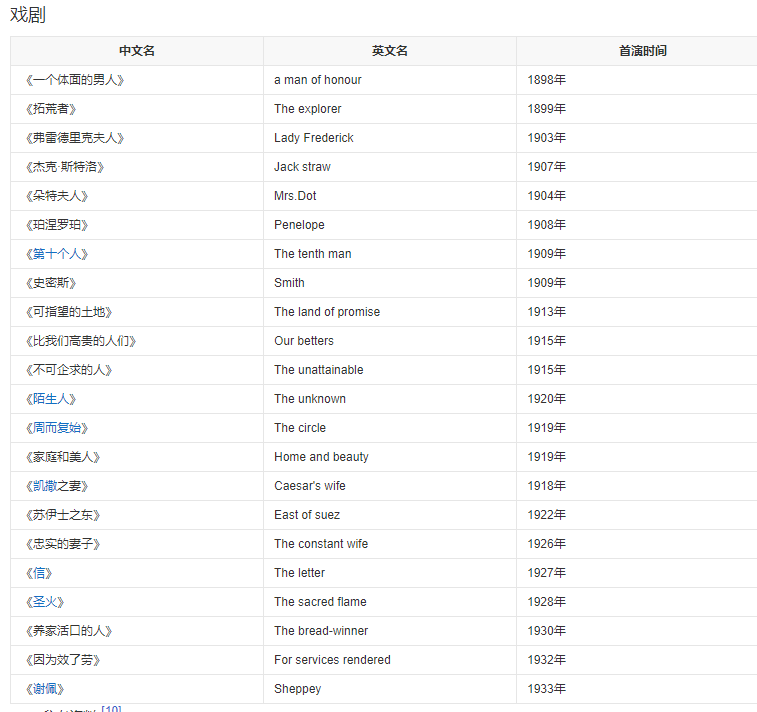 戏剧
中文名 英文名 首演时间
《一个体面的男人》 a man of honour 1898年
《拓荒者》 The explorer 1899年
《弗雷德里克夫人》 Lady Frederick 1903年
《杰克·斯特洛》 Jack straw 1907年
《朵特夫人》 Mrs.Dot 1904年
《珀涅罗珀》 Penelope 1908年
《第十个人》 The tenth man 1909年
《史密斯》 Smith 1909年
《可指望的土地》 The land of promise 1913年
《比我们高贵的人们》 Our betters 1915年
《不可企求的人》 The unattainable 1915年
《陌生人》 The unknown 1920年
《周而复始》 The circle 1919年
《家庭和美人》 Home and beauty 1919年
《凯撒之妻》 Caesar's wife 1918年
《苏伊士之东》 East of suez 1922年
《忠实的妻子》 The constant wife 1926年
《信》 The letter 1927年
《圣火》 The sacred flame 1928年
《养家活口的人》 The bread-winner 1930年
《因为效了劳》 For services rendered 1932年
《谢佩》 Sheppey 1933年
[10]